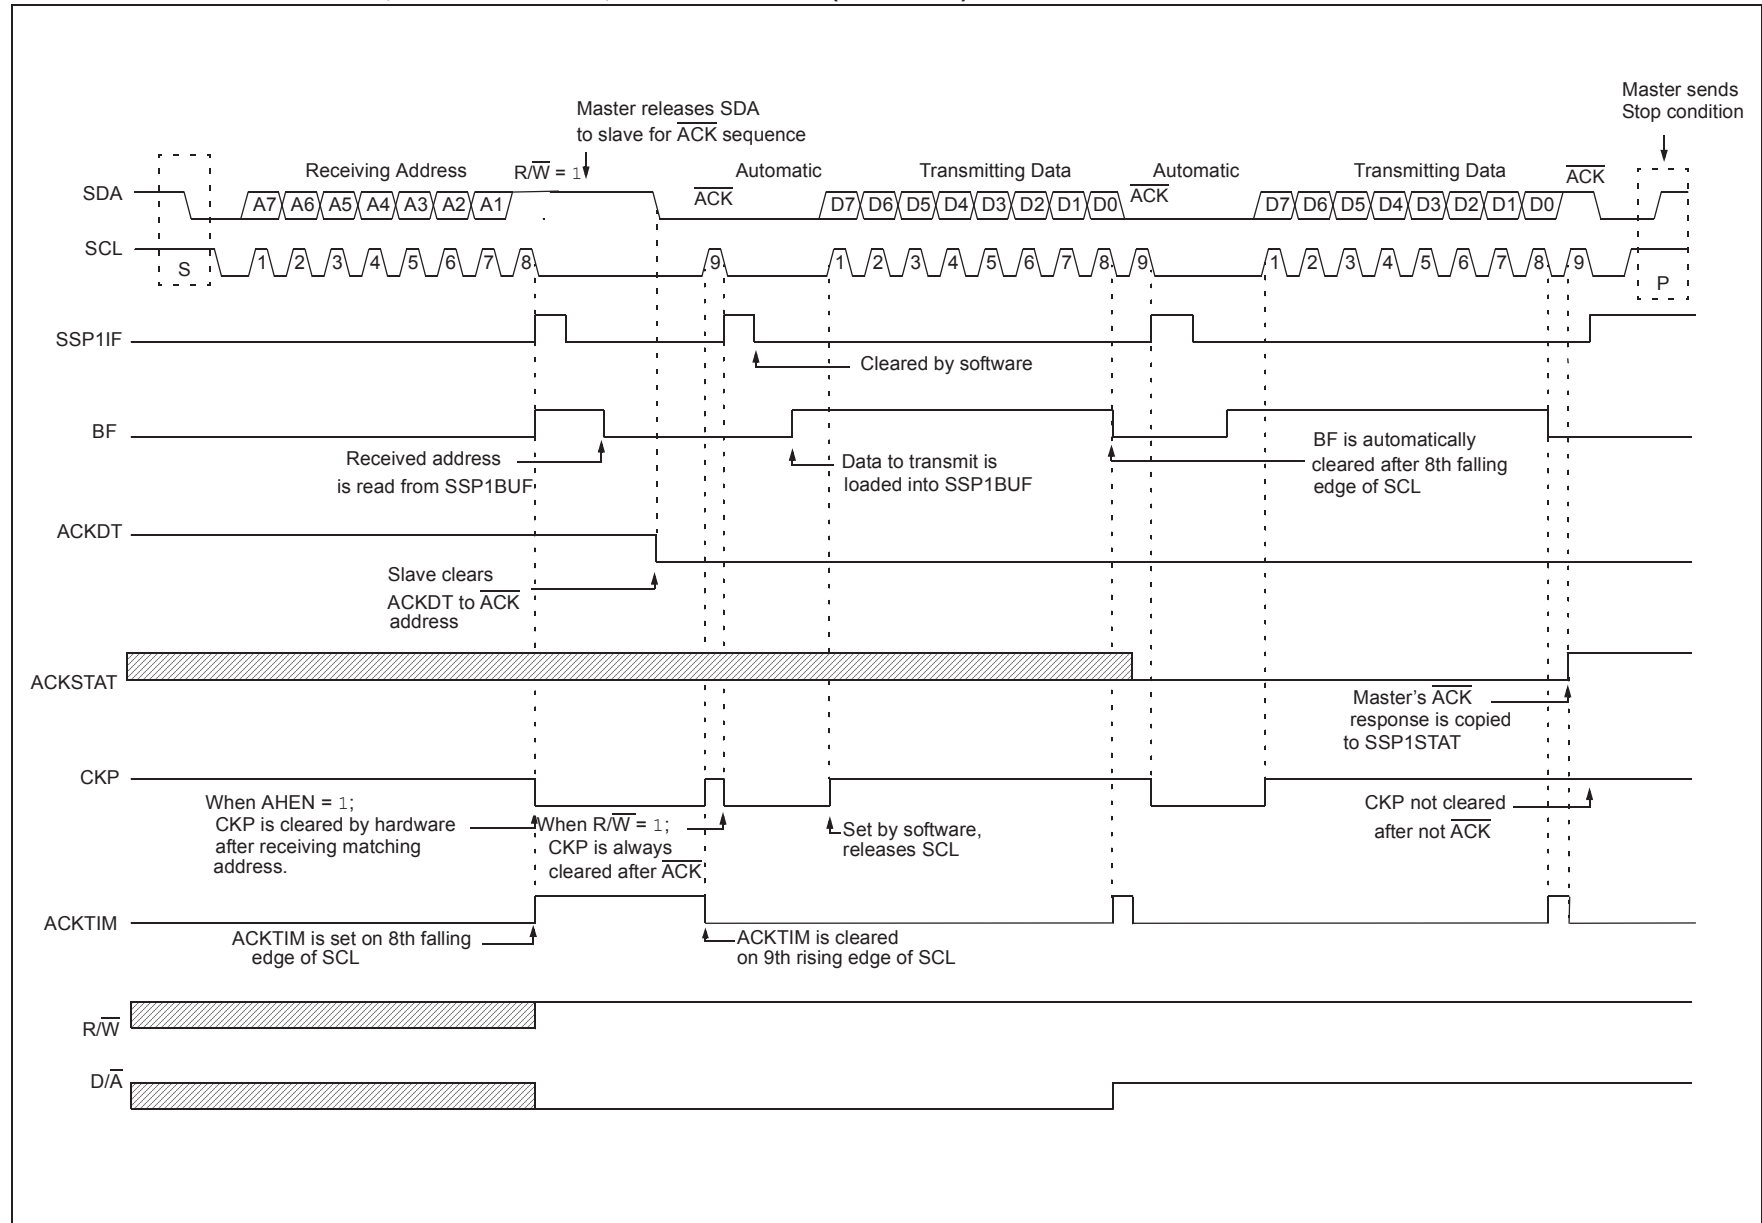 Master sends
Stop condition
Master releases SDA
to slave for ACK sequence
Receiving Address
R/W = 1
Automatic
Transmitting Data
Automatic
Transmitting Data
ACK
SDA
A7 A6 A5 A4 A3 A2 A1
ACK
D7 D6 D5 D4 D3 D2 D1 D0
ACK
D7 D6 D5 D4 D3 D2 D1 D0
SCL
S
1 2 3 4 5 6 7 8 9 1 2 3 4 5 6 7 8 9 1 2 3 4 5 6 7 8 9
P
SSP1IF
Cleared by software
BF
Received address
is read from SSP1BUF
Data to transmit is
loaded into SSP1BUF
BF is automatically
cleared after 8th falling
edge of SCL
ACKDT
Slave clears
ACKDT to ACK
address
ACKSTAT
Master's ACK
response is copied
to SSP1STAT
CKP
When AHEN = 1;
CKP is cleared by hardware
after receiving matching
address.
When R/W = 1;
CKP is always
cleared after ACK
Set by software,
releases SCL
CKP not cleared
after not ACK
ACKTIM
ACKTIM is set on 8th falling
edge of SCL
ACKTIM is cleared
on 9th rising edge of SCL
R/W
D/A